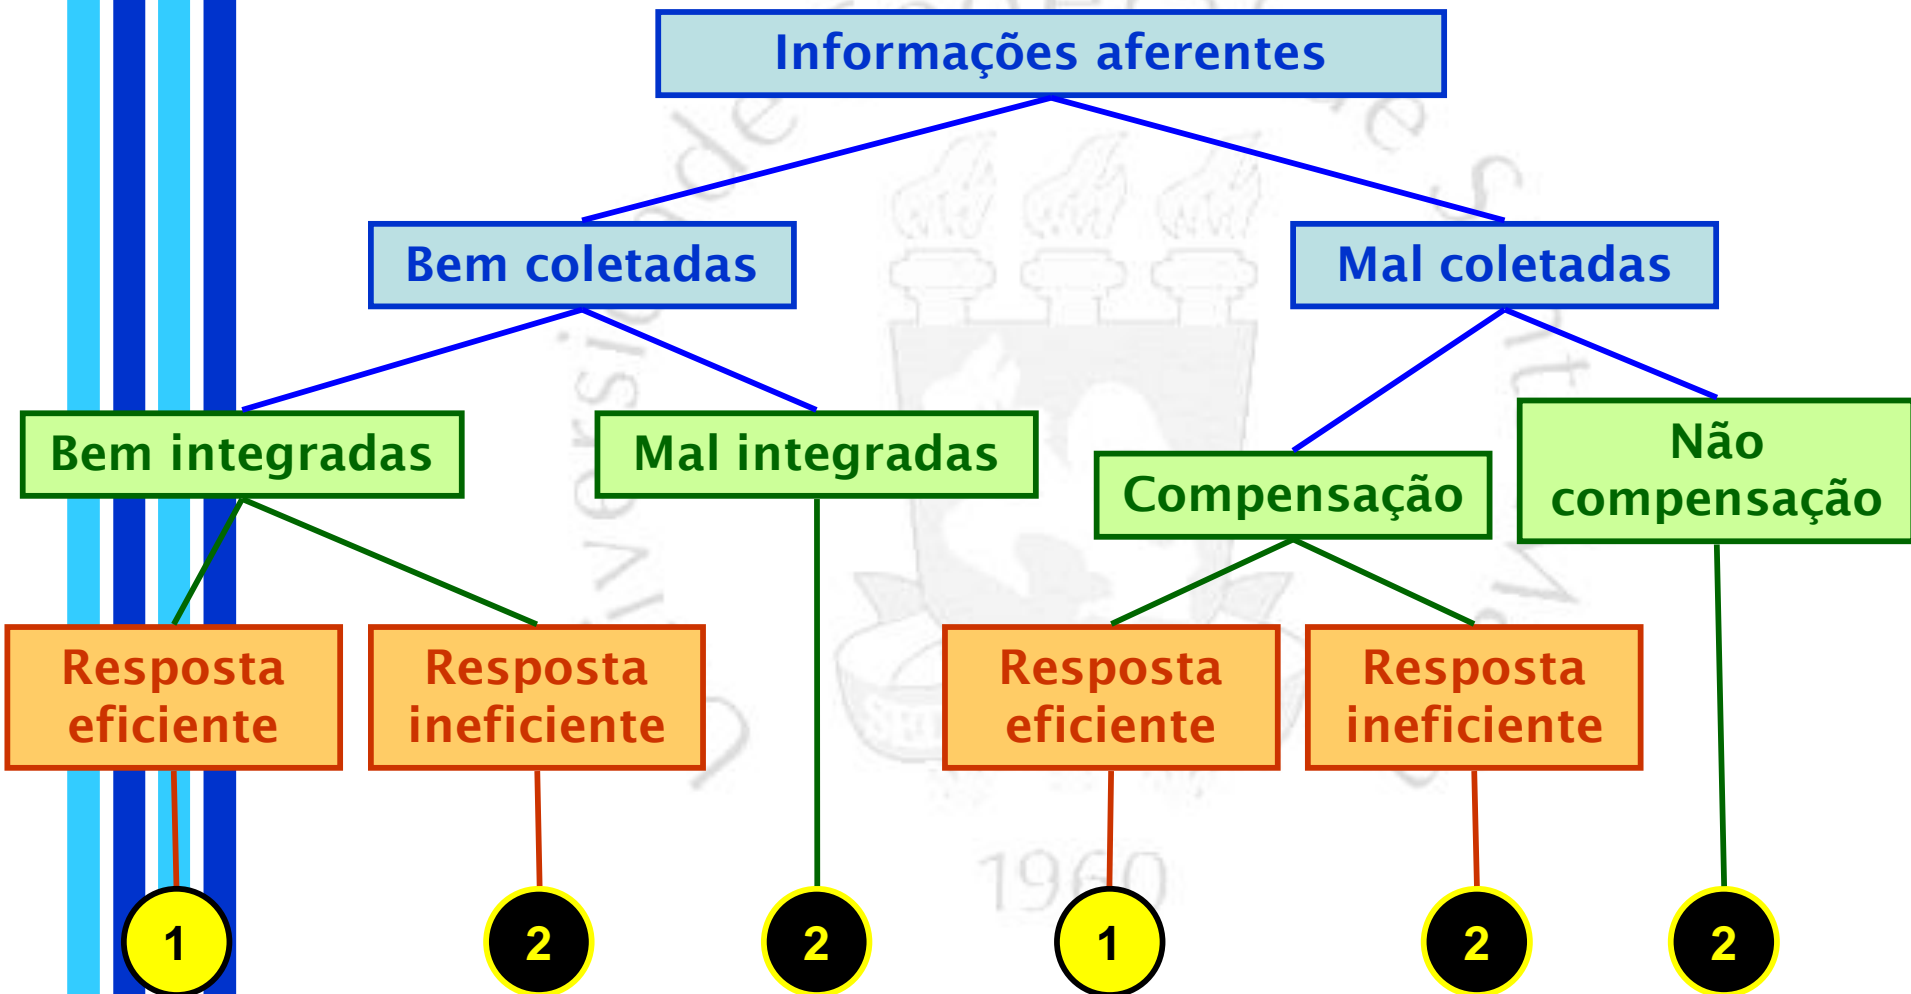 Informações aferentes
Bem coletadas
Mal coletadas
Bem integradas
Mal integradas
Compensação
Não
compensação
Resposta
eficiente
Resposta
ineficiente
Resposta
eficiente
Resposta
ineficiente
1
2
2
1
2
2
1960